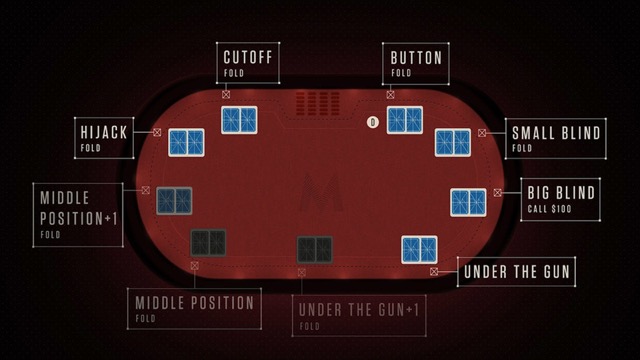 CUTOFF
FOLD
BUTTON
FOLD
HIJACK
FOLD
D
SMALL BLIND
FOLD
MIDDLE
POSITION+1
FOLD
BIG BLIND
CALL $100
M
UNDER THE GUN
MIDDLE POSITION
FOLD
UNDER THE GUN+1
FOLD